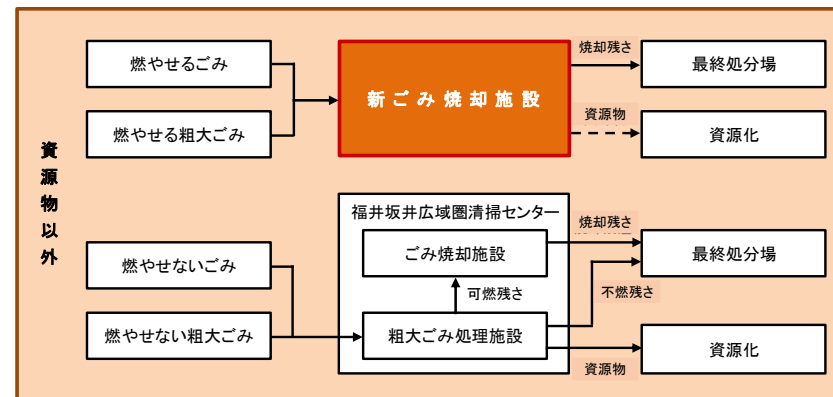 資源物以外
燃やせるごみ
燃やせる粗大ごみ
新ごみ焼却施設
焼却残さ
最終処分場
資源物
資源化
燃やせないごみ
燃やせない粗大ごみ
福井坂井広域圏清掃センター
ごみ焼却施設
可燃残さ
粗大ごみ処理施設
焼却残さ
最終処分場
不燃残さ
資源物
資源化